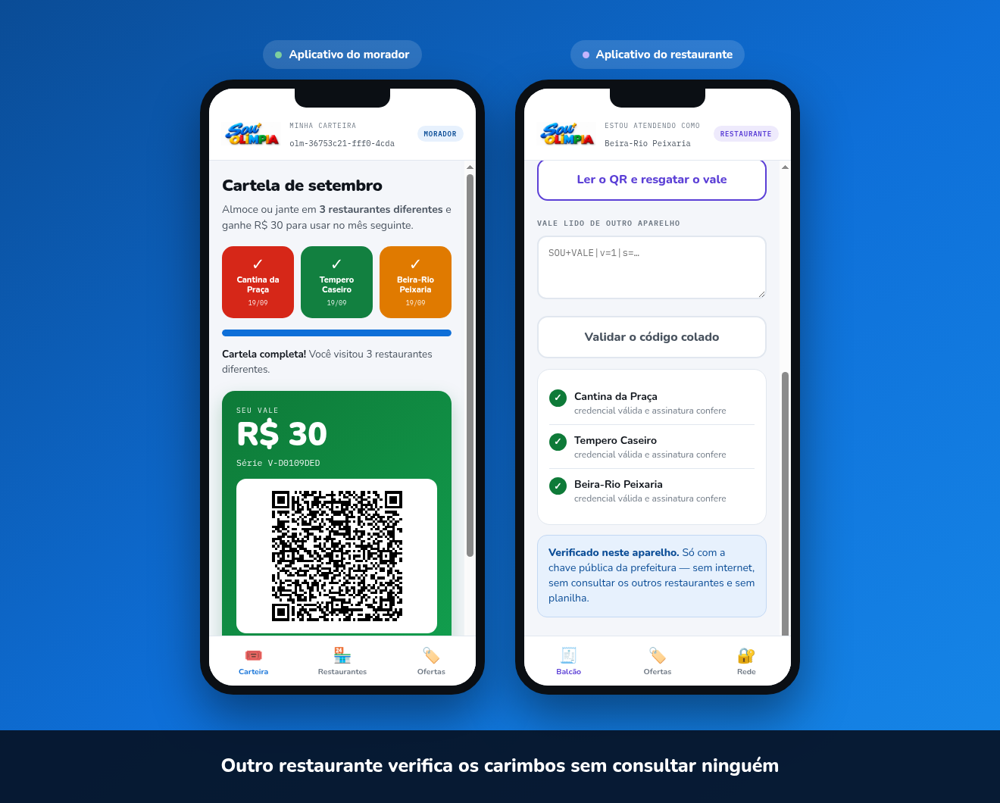 Aplicativo do morador
Sou OLÍMPIA
MINHA CARTEIRA
olm-36753c21-fff0-4cda
MORADOR
Cartela de setembro
Almoce ou jante em 3 restaurantes diferentes e
ganhe R$ 30 para usar no mês seguinte.
✓
Cantina da
Praça
19/09
✓
Tempero
Caseiro
19/09
✓
Beira-Rio
Peixaria
19/09
Cartela completa! Você visitou 3 restaurantes
diferentes.
SEU VALE
R$ 30
Série V-D0109DED
Carteira
Restaurantes
Ofertas
Aplicativo do restaurante
Sou OLÍMPIA
ESTOU ATENDENDO COMO
Beira-Rio Peixaria
RESTAURANTE
Ler o QR e resgatar o vale
VALE LIDO DE OUTRO APARELHO
SOU+VALE|v=1|s=…
Validar o código colado
✓ Cantina da Praça
credencial válida e assinatura confere
✓ Tempero Caseiro
credencial válida e assinatura confere
✓ Beira-Rio Peixaria
credencial válida e assinatura confere
Verificado neste aparelho. Só com a
chave pública da prefeitura — sem internet,
sem consultar os outros restaurantes e sem
planilha.
Balcão
Ofertas
Rede
Outro restaurante verifica os carimbos sem consultar ninguém